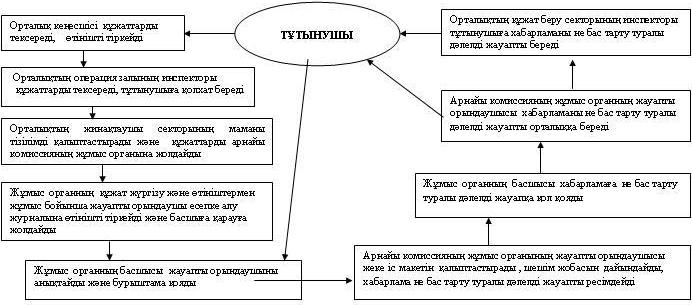 Орталық кеңесшісі құжаттарды
тексереді, өтінішті тіркейді
ТҰТЫНУШЫ
Орталықтың құжат беру секторының инспекторы
тұтынушыға хабарламаны не бас тарту туралы
дәлелді жауапты береді
Орталықтың операция залының инспекторы
құжаттарды тексереді, тұтынушыға қолхат береді
Арнайы комиссияның жұмыс органның жауапты
орындаушысы хабарламаны не бас тарту туралы
дәлелді жауапты орталыққа береді
Орталықтың жинақтаушы секторының маманы
тізілімді қалыптастырады және құжаттарды арнайы
комиссияның жұмыс органына жолдайды
Жұмыс органның құжат жүргізу және өтініштермен
жұмыс бойынша жауапты орындаушы есепке алу
журналына өтінішті тіркейді және басшыға қарауға
жолдайды
Жұмыс органның басшысы хабарламаға не бас тарту
туралы дәлелді жауапқа қол қояды
Жұмыс органның басшысы жауапты орындаушыны
анықтайды және бұрыштама қояды
Арнайы комиссияның жұмыс органының жауапты орындаушысы
жеке іс макетін қалыптастырады , шешім жобасын дайындайды,
хабарлама не бас тарту туралы дәлелді жауапты ресімдейді